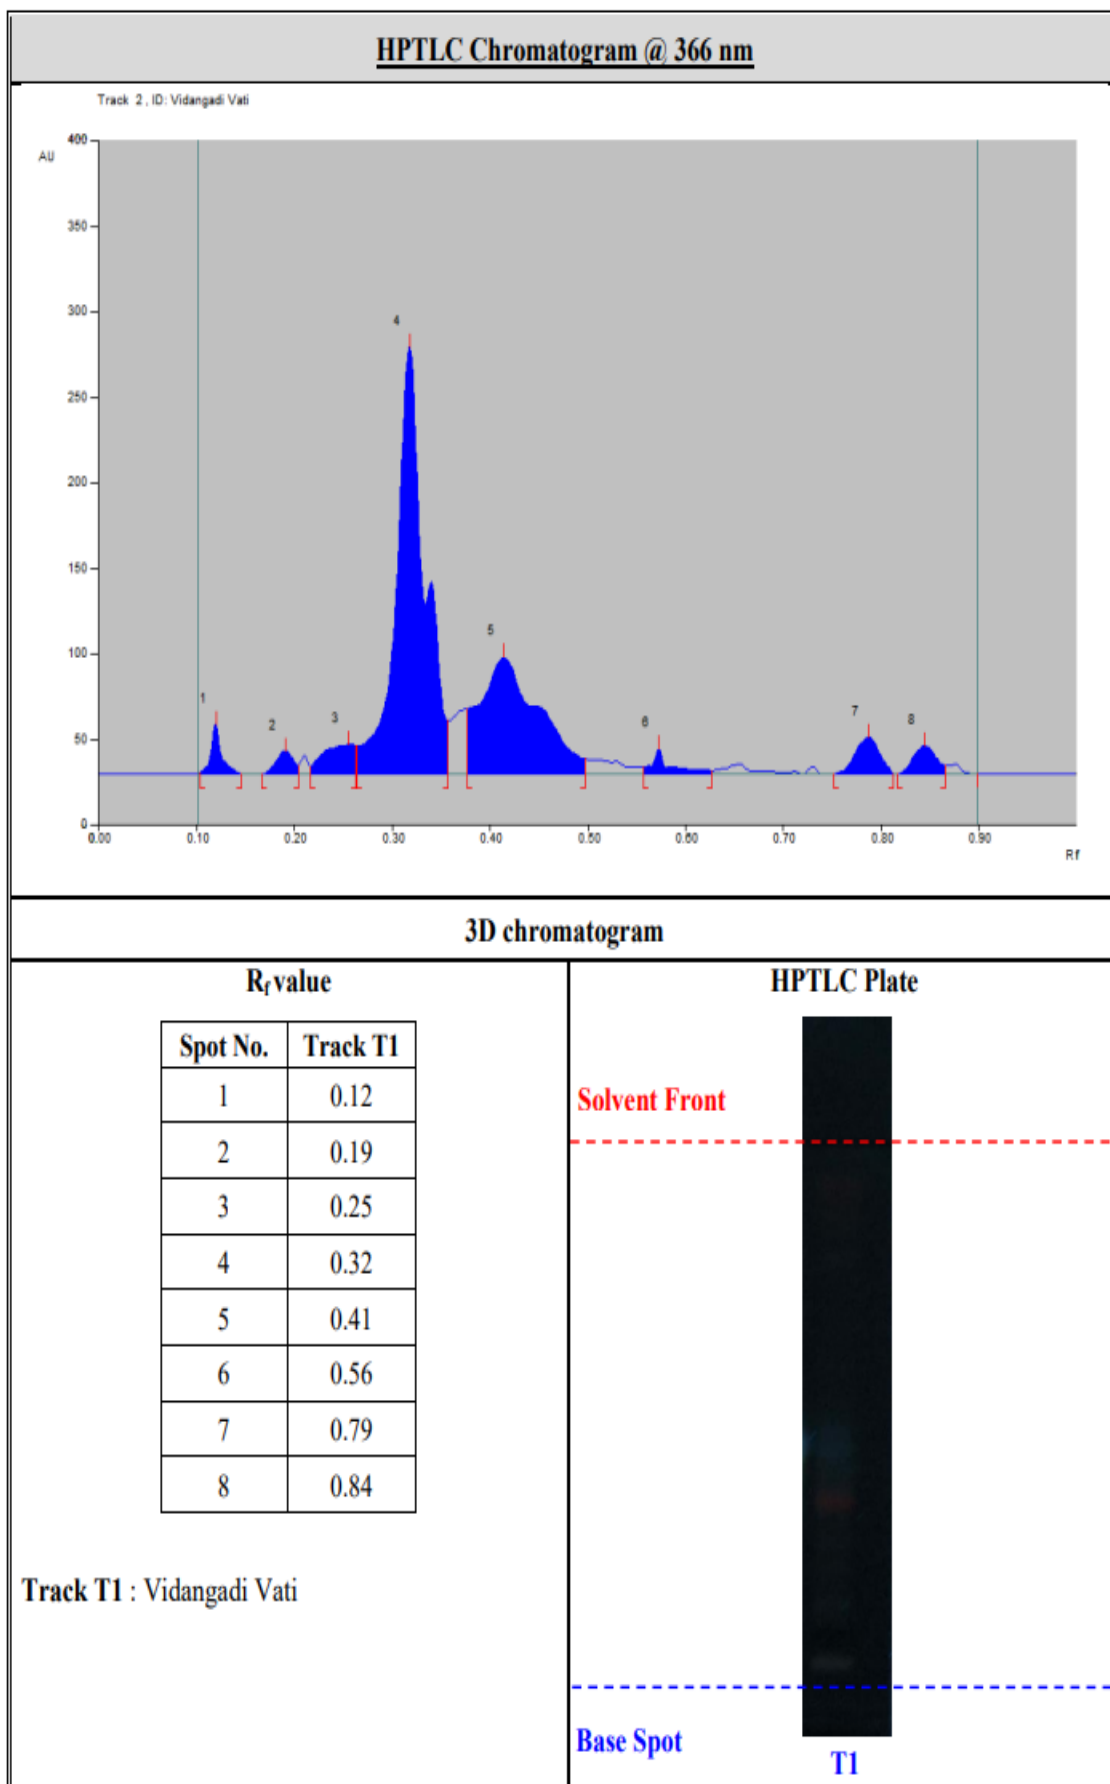 HPTLC Chromatogram @ 366 nm
Track 2 , ID: Vidangadi Vati
AU
400
350
300
250
200
150
100
50
0
1
2
3
4
5
6
7
8
0.00 0.10 0.20 0.30 0.40 0.50 0.60 0.70 0.80 0.90
Rf
3D chromatogram
Rf value
Spot No. Track T1
1 0.12
2 0.19
3 0.25
4 0.32
5 0.41
6 0.56
7 0.79
8 0.84
Track T1 : Vidangadi Vati
HPTLC Plate
Solvent Front
Base Spot
T1